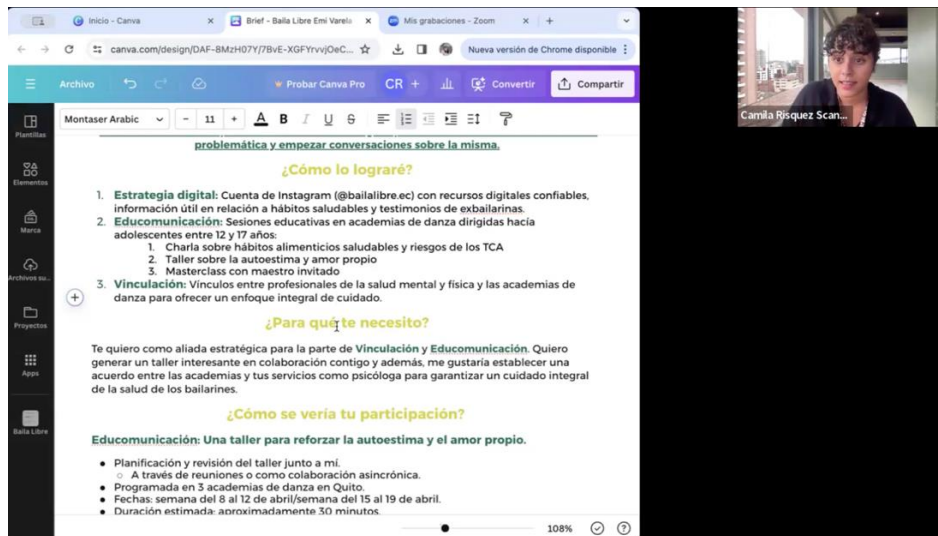 Inicio - Canva
Brief - Baila Libre Emi Varela
Mis grabaciones - Zoom
canva.com/design/DAF-8MzH07Y/7BvE-XGFYrvvjOeC...
Nueva versión de Chrome disponible
Archivo
Probar Canva Pro
CR
Convertir
Compartir
Montaser Arabic
11
Plantillas
Elementos
Marca
Archivos su...
Proyectos
Apps
Baila Libre
problemática y empezar conversaciones sobre la misma.
¿Cómo lo lograré?
1. Estrategia digital: Cuenta de Instagram (@bailalibre.ec) con recursos digitales confiables,
información útil en relación a hábitos saludables y testimonios de exbailarinas.
2. Educomunicación: Sesiones educativas en academias de danza dirigidas hacía
adolescentes entre 12 y 17 años:
1. Charla sobre hábitos alimenticios saludables y riesgos de los TCA
2. Taller sobre la autoestima y amor propio
3. Masterclass con maestro invitado
3. Vinculación: Vínculos entre profesionales de la salud mental y física y las academias de
danza para ofrecer un enfoque integral de cuidado.
¿Para qué te necesito?
Te quiero como aliada estratégica para la parte de Vinculación y Educomunicación. Quiero
generar un taller interesante en colaboración contigo y además, me gustaría establecer una
acuerdo entre las academias y tus servicios como psicóloga para garantizar un cuidado integral
de la salud de los bailarines.
¿Cómo se vería tu participación?
Educomunicación: Una taller para reforzar la autoestima y el amor propio.
Planificación y revisión del taller junto a mí.
A través de reuniones o como colaboración asincrónica.
Programada en 3 academias de danza en Quito.
Fechas: semana del 8 al 12 de abril/semana del 15 al 19 de abril.
Duración estimada: aproximadamente 30 minutos.
108%
Camila Risquez Scan...